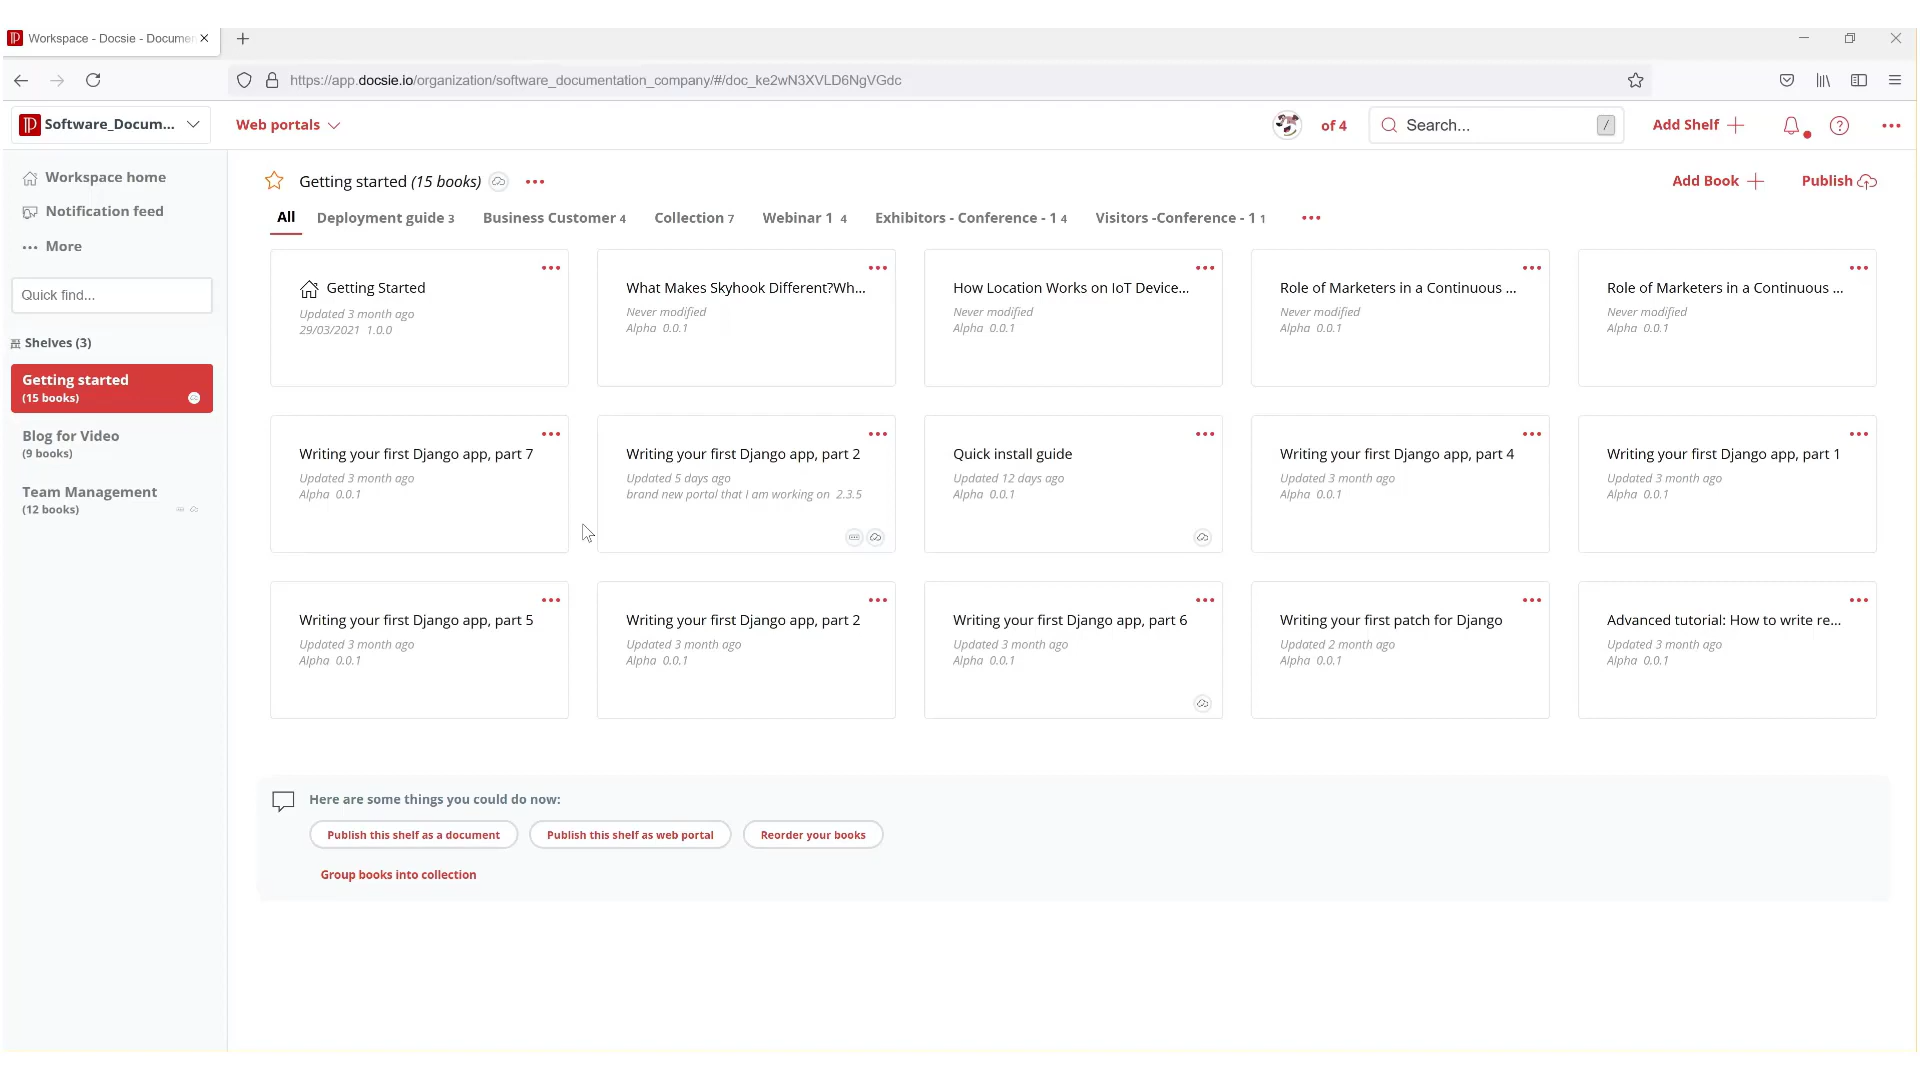 Workspace - Docsie - Documen
https://app.docsie.io/organization/software_documentation_company/#/doc_ke2wN3XVLD6NgVGdc
Software_Docum...
Web portals
of 4
Search...
/
Add Shelf
Workspace home
Notification feed
More
Quick find...
Shelves (3)
Getting started
(15 books)
Blog for Video
(9 books)
Team Management
(12 books)
Getting started (15 books)
Add Book
Publish
All
Deployment guide 3
Business Customer 4
Collection 7
Webinar 1 4
Exhibitors - Conference - 1 4
Visitors -Conference - 1 1
Getting Started
Updated 3 month ago
29/03/2021 1.0.0
What Makes Skyhook Different?Wh...
Never modified
Alpha 0.0.1
How Location Works on IoT Device...
Never modified
Alpha 0.0.1
Role of Marketers in a Continuous ...
Never modified
Alpha 0.0.1
Role of Marketers in a Continuous ...
Never modified
Alpha 0.0.1
Writing your first Django app, part 7
Updated 3 month ago
Alpha 0.0.1
Writing your first Django app, part 2
Updated 5 days ago
brand new portal that I am working on 2.3.5
Quick install guide
Updated 12 days ago
Alpha 0.0.1
Writing your first Django app, part 4
Updated 3 month ago
Alpha 0.0.1
Writing your first Django app, part 1
Updated 3 month ago
Alpha 0.0.1
Writing your first Django app, part 5
Updated 3 month ago
Alpha 0.0.1
Writing your first Django app, part 2
Updated 3 month ago
Alpha 0.0.1
Writing your first Django app, part 6
Updated 3 month ago
Alpha 0.0.1
Writing your first patch for Django
Updated 2 month ago
Alpha 0.0.1
Advanced tutorial: How to write re...
Updated 3 month ago
Alpha 0.0.1
Here are some things you could do now:
Publish this shelf as a document
Publish this shelf as web portal
Reorder your books
Group books into collection